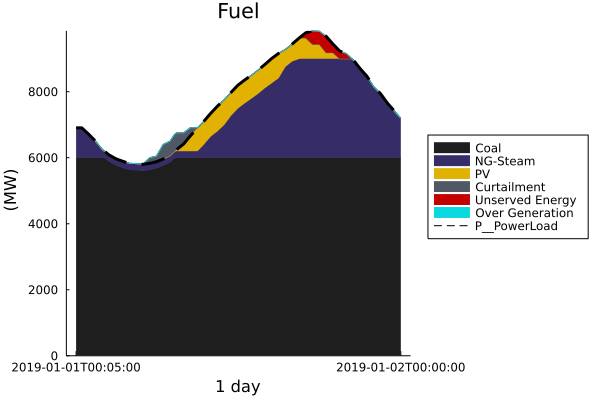 Fuel
(MW)
8000
6000
4000
2000
0
2019-01-01T00:05:00
2019-01-02T00:00:00
1 day
Coal
NG-Steam
PV
Curtailment
Unserved Energy
Over Generation
P__PowerLoad